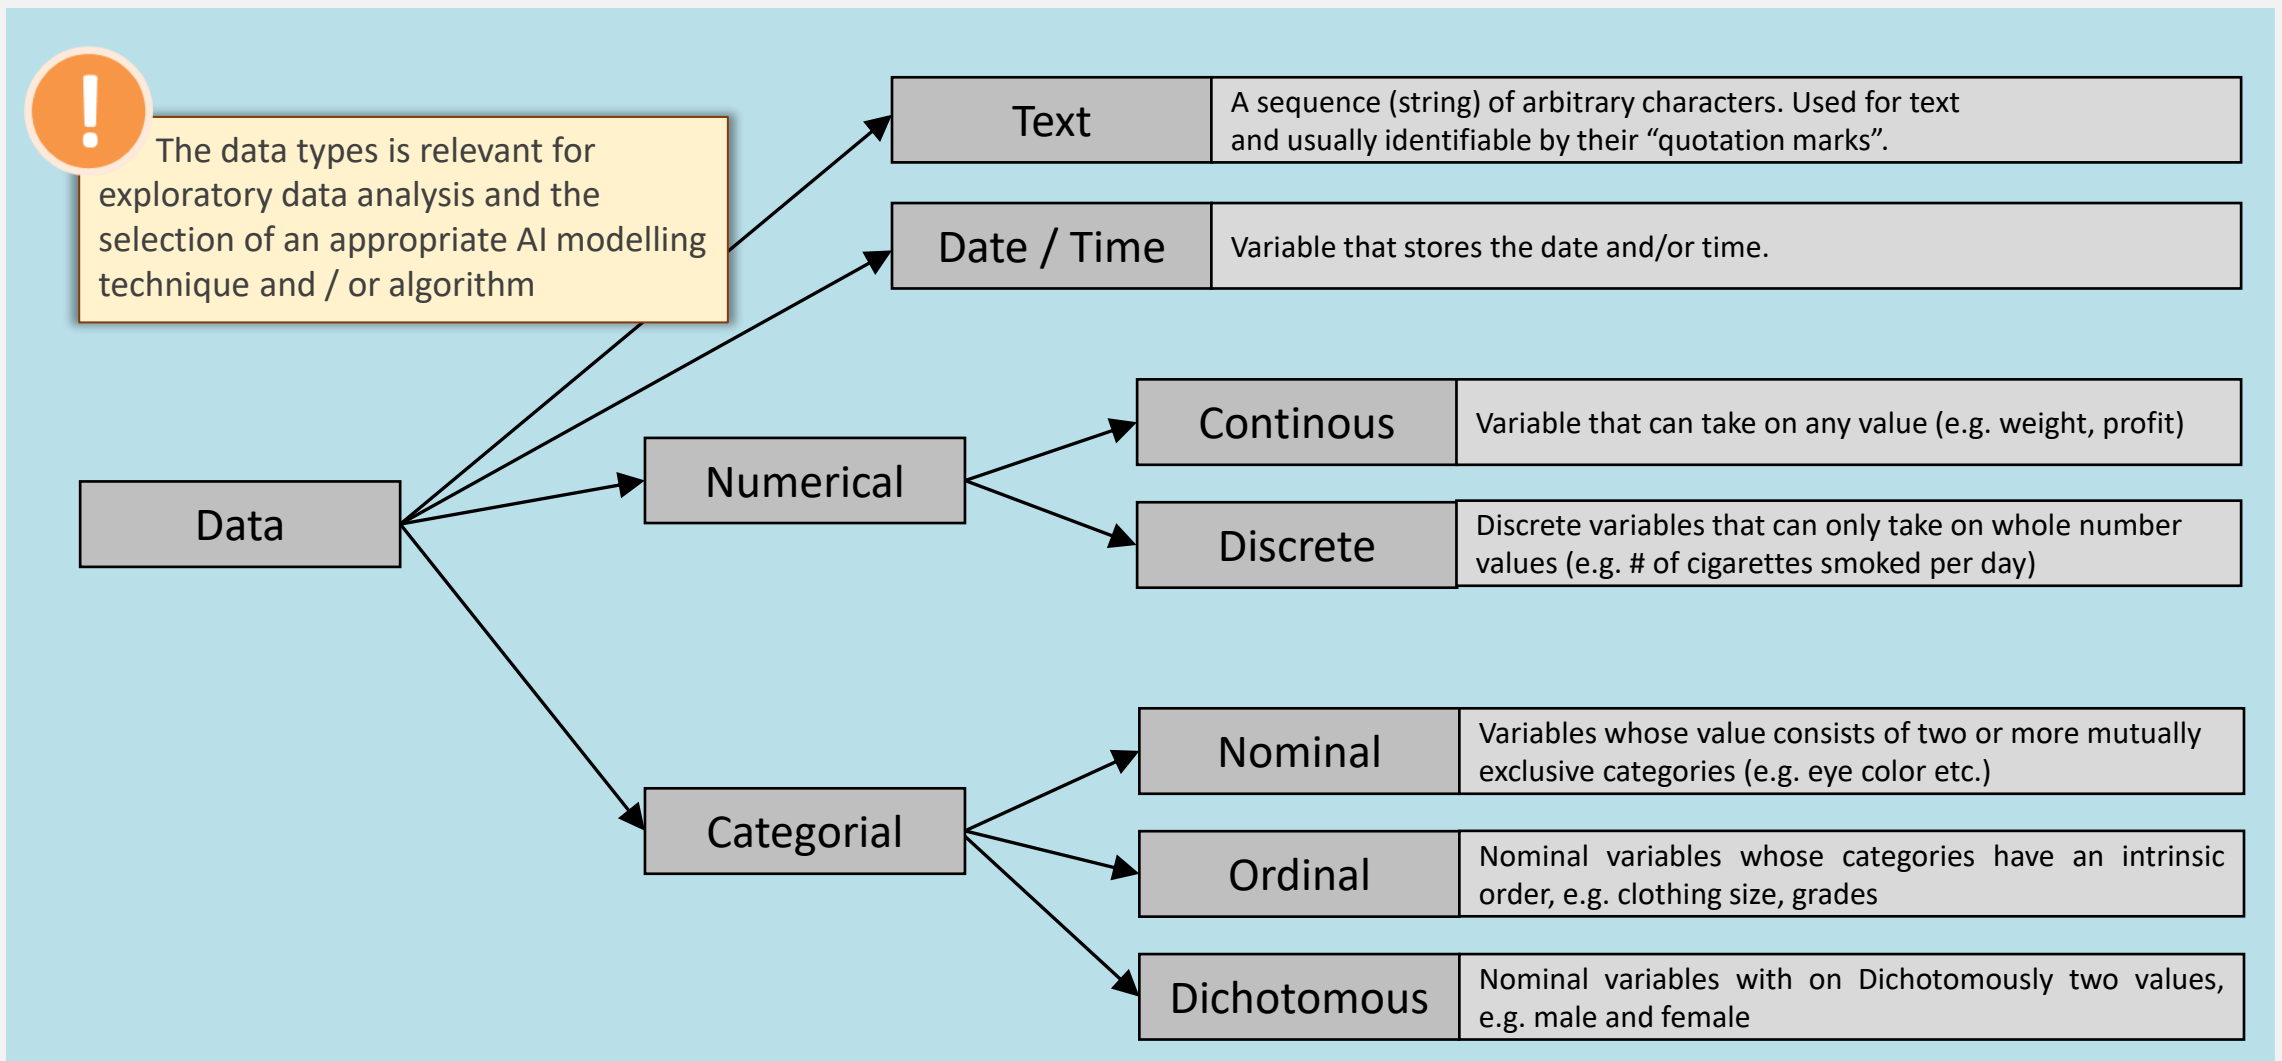 !
The data types is relevant for
exploratory data analysis and the
selection of an appropriate AI modelling
technique and / or algorithm
Text
A sequence (string) of arbitrary characters. Used for text
and usually identifiable by their “quotation marks”.
Date / Time
Variable that stores the date and/or time.
Data
Numerical
Continous
Variable that can take on any value (e.g. weight, profit)
Discrete
Discrete variables that can only take on whole number
values (e.g. # of cigarettes smoked per day)
Categorial
Nominal
Variables whose value consists of two or more mutually
exclusive categories (e.g. eye color etc.)
Ordinal
Nominal variables whose categories have an intrinsic
order, e.g. clothing size, grades
Dichotomous
Nominal variables with on Dichotomously two values,
e.g. male and female